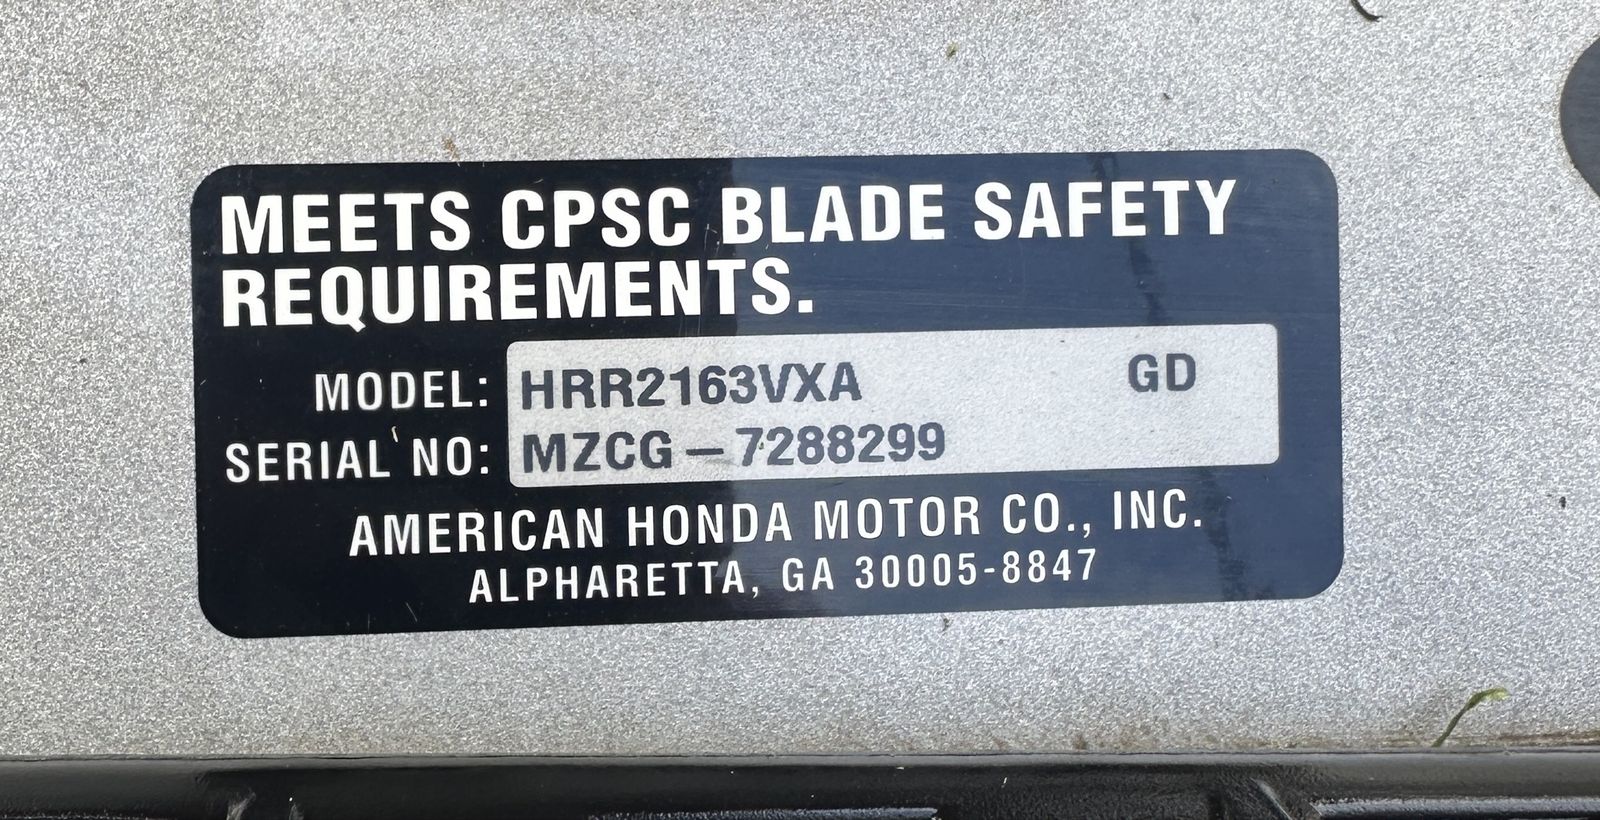 MEETS CPSC BLADE SAFETY
REQUIREMENTS.
MODEL: HRR2163VXA GD
SERIAL NO: MZCG–7288299
AMERICAN HONDA MOTOR CO., INC.
ALPHARETTA, GA 30005-8847